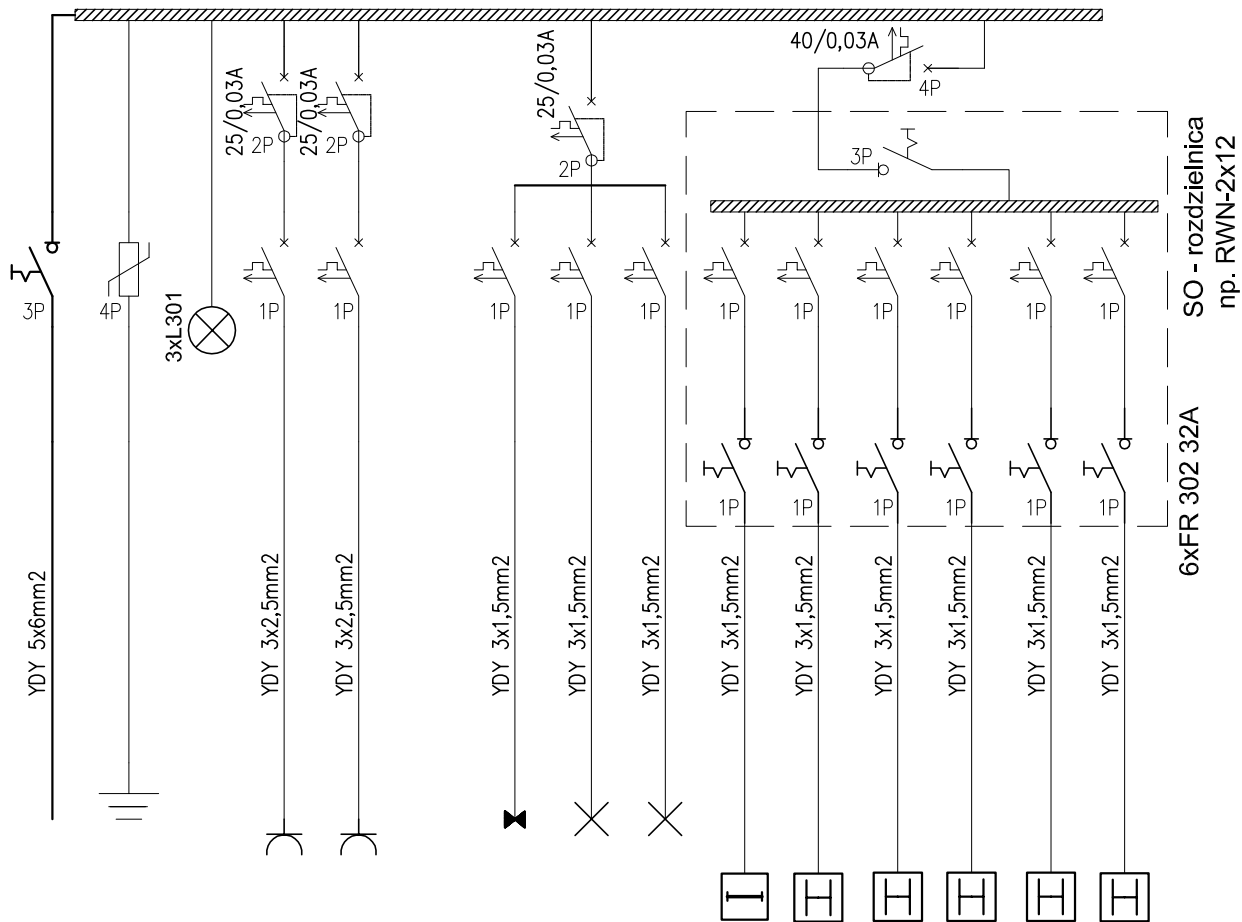 40/0,03A
4P
25/0,03A
2P
25/0,03A
2P
25/0,03A
2P
3P
SO - rozdzielnica
np. RWN-2x12
3P
4P
3xL301
1P
1P
1P
1P
1P
1P
1P
1P
1P
1P
1P
6xFR 302 32A
1P
1P
1P
1P
1P
1P
YDY 5x6mm2
YDY 3x2,5mm2
YDY 3x2,5mm2
YDY 3x1,5mm2
YDY 3x1,5mm2
YDY 3x1,5mm2
YDY 3x1,5mm2
YDY 3x1,5mm2
YDY 3x1,5mm2
YDY 3x1,5mm2
YDY 3x1,5mm2
YDY 3x1,5mm2
I
H
H
H
H
H